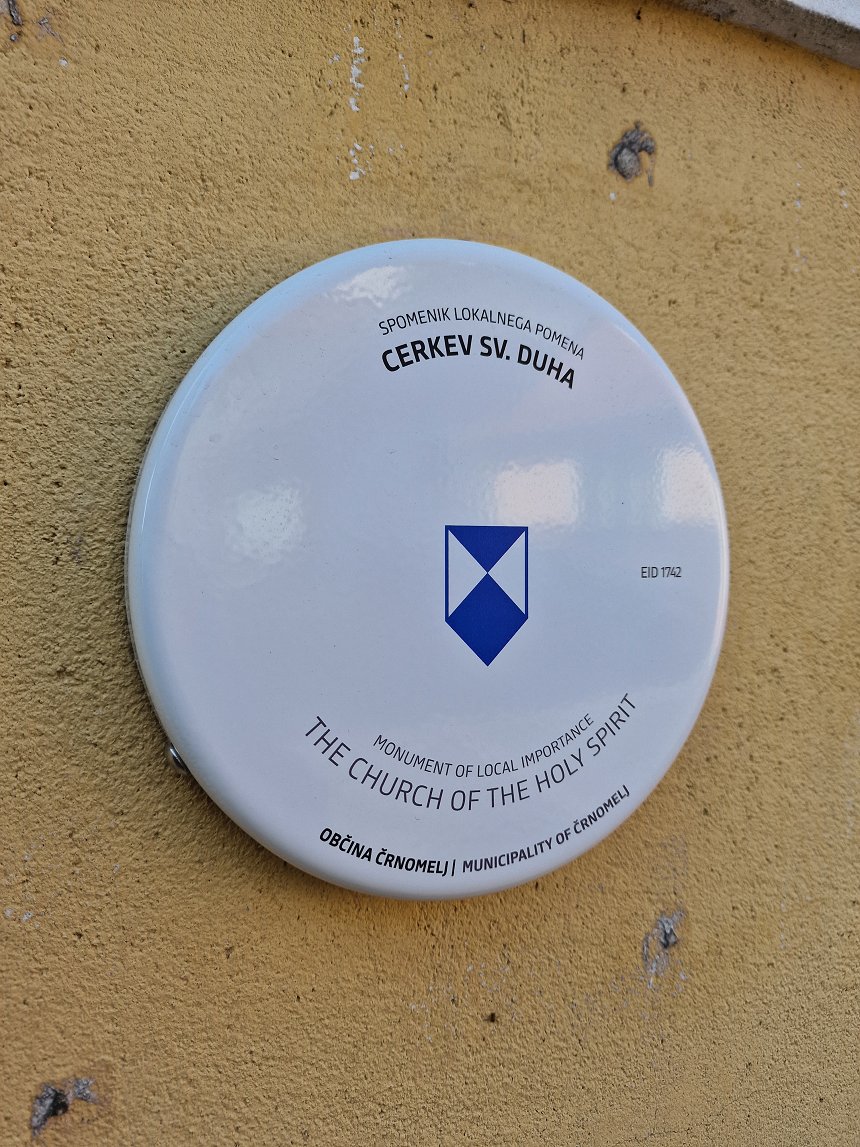 SPOMENIK LOKALNEGA POMENA
CERKEV SV. DUHA
EID 1742
MONUMENT OF LOCAL IMPORTANCE
THE CHURCH OF THE HOLY SPIRIT
OBČINA ČRNOMELJ | MUNICIPALITY OF ČRNOMELJ